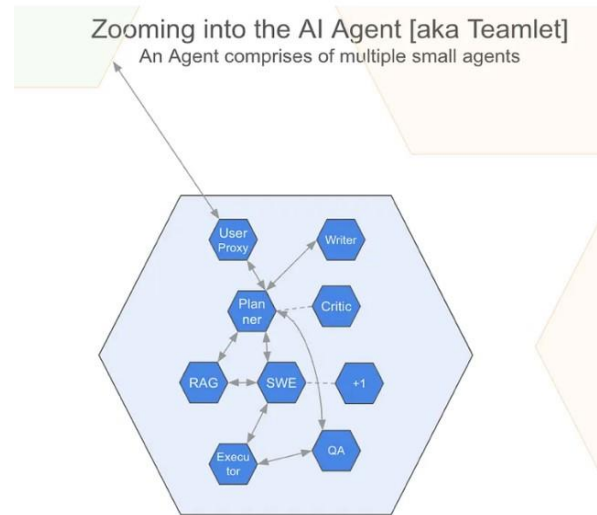 Zooming into the AI Agent [aka Teamlet]
An Agent comprises of multiple small agents
User
Proxy
Writer
Plan
ner
Critic
RAG
SWE
+1
Execu
tor
QA